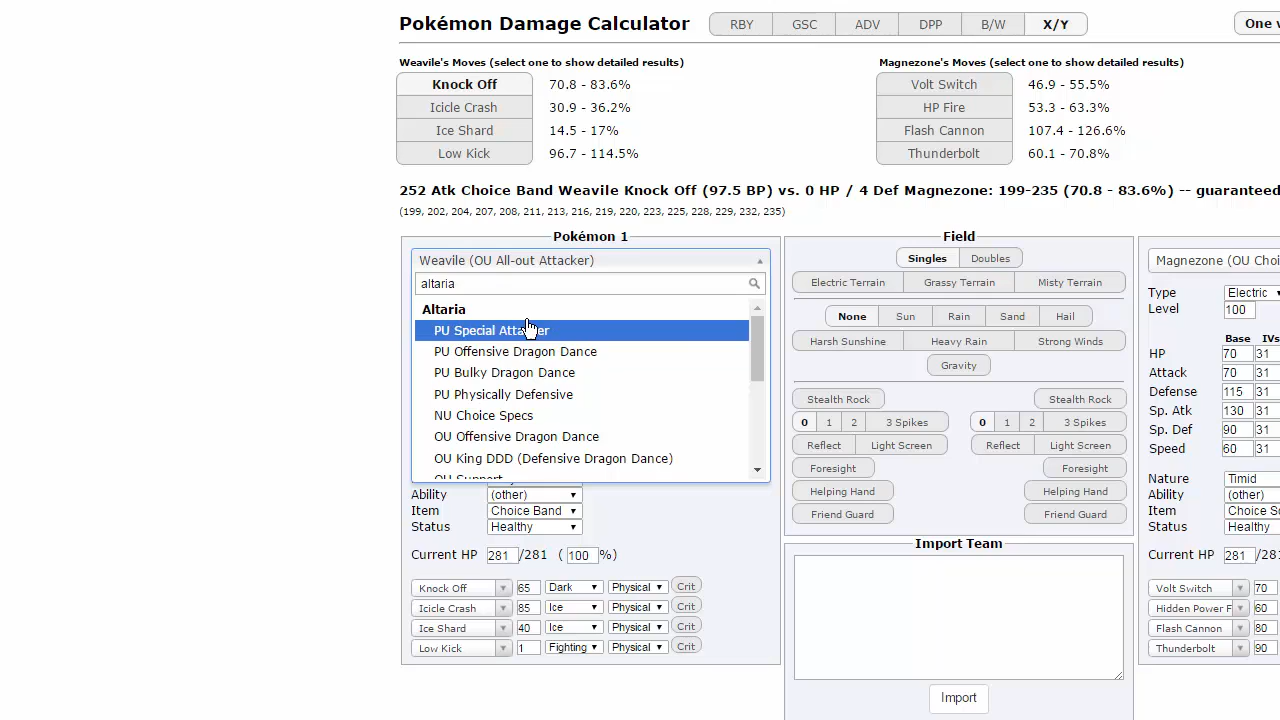 Pokémon Damage Calculator
RBY GSC ADV DPP B/W X/Y
One v
Weavile's Moves (select one to show detailed results)
Knock Off 70.8 - 83.6%
Icicle Crash 30.9 - 36.2%
Ice Shard 14.5 - 17%
Low Kick 96.7 - 114.5%
Magnezone's Moves (select one to show detailed results)
Volt Switch 46.9 - 55.5%
HP Fire 53.3 - 63.3%
Flash Cannon 107.4 - 126.6%
Thunderbolt 60.1 - 70.8%
252 Atk Choice Band Weavile Knock Off (97.5 BP) vs. 0 HP / 4 Def Magnezone: 199-235 (70.8 - 83.6%) -- guaranteed
(199, 202, 204, 207, 208, 211, 213, 216, 219, 220, 223, 225, 228, 229, 232, 235)
Pokémon 1
Weavile (OU All-out Attacker)
altaria
Altaria
PU Special Attacker
PU Offensive Dragon Dance
PU Bulky Dragon Dance
PU Physically Defensive
NU Choice Specs
OU Offensive Dragon Dance
OU King DDD (Defensive Dragon Dance)
OU Support
Ability (other)
Item Choice Band
Status Healthy
Current HP 281 /281 ( 100 %)
Knock Off 65 Dark Physical Crit
Icicle Crash 85 Ice Physical Crit
Ice Shard 40 Ice Physical Crit
Low Kick 1 Fighting Physical Crit
Field
Singles Doubles
Electric Terrain Grassy Terrain Misty Terrain
None Sun Rain Sand Hail
Harsh Sunshine Heavy Rain Strong Winds
Gravity
Stealth Rock Stealth Rock
0 1 2 3 Spikes 0 1 2 3 Spikes
Reflect Light Screen Reflect Light Screen
Foresight Foresight
Helping Hand Helping Hand
Friend Guard Friend Guard
Import Team
Import
Magnezone (OU Choi
Type Electric
Level 100
Base IVs
HP 70 31
Attack 70 31
Defense 115 31
Sp. Atk 130 31
Sp. Def 90 31
Speed 60 31
Nature Timid
Ability (other)
Item Choice Sc
Status Healthy
Current HP 281 /281
Volt Switch 70
Hidden Power F 60
Flash Cannon 80
Thunderbolt 90